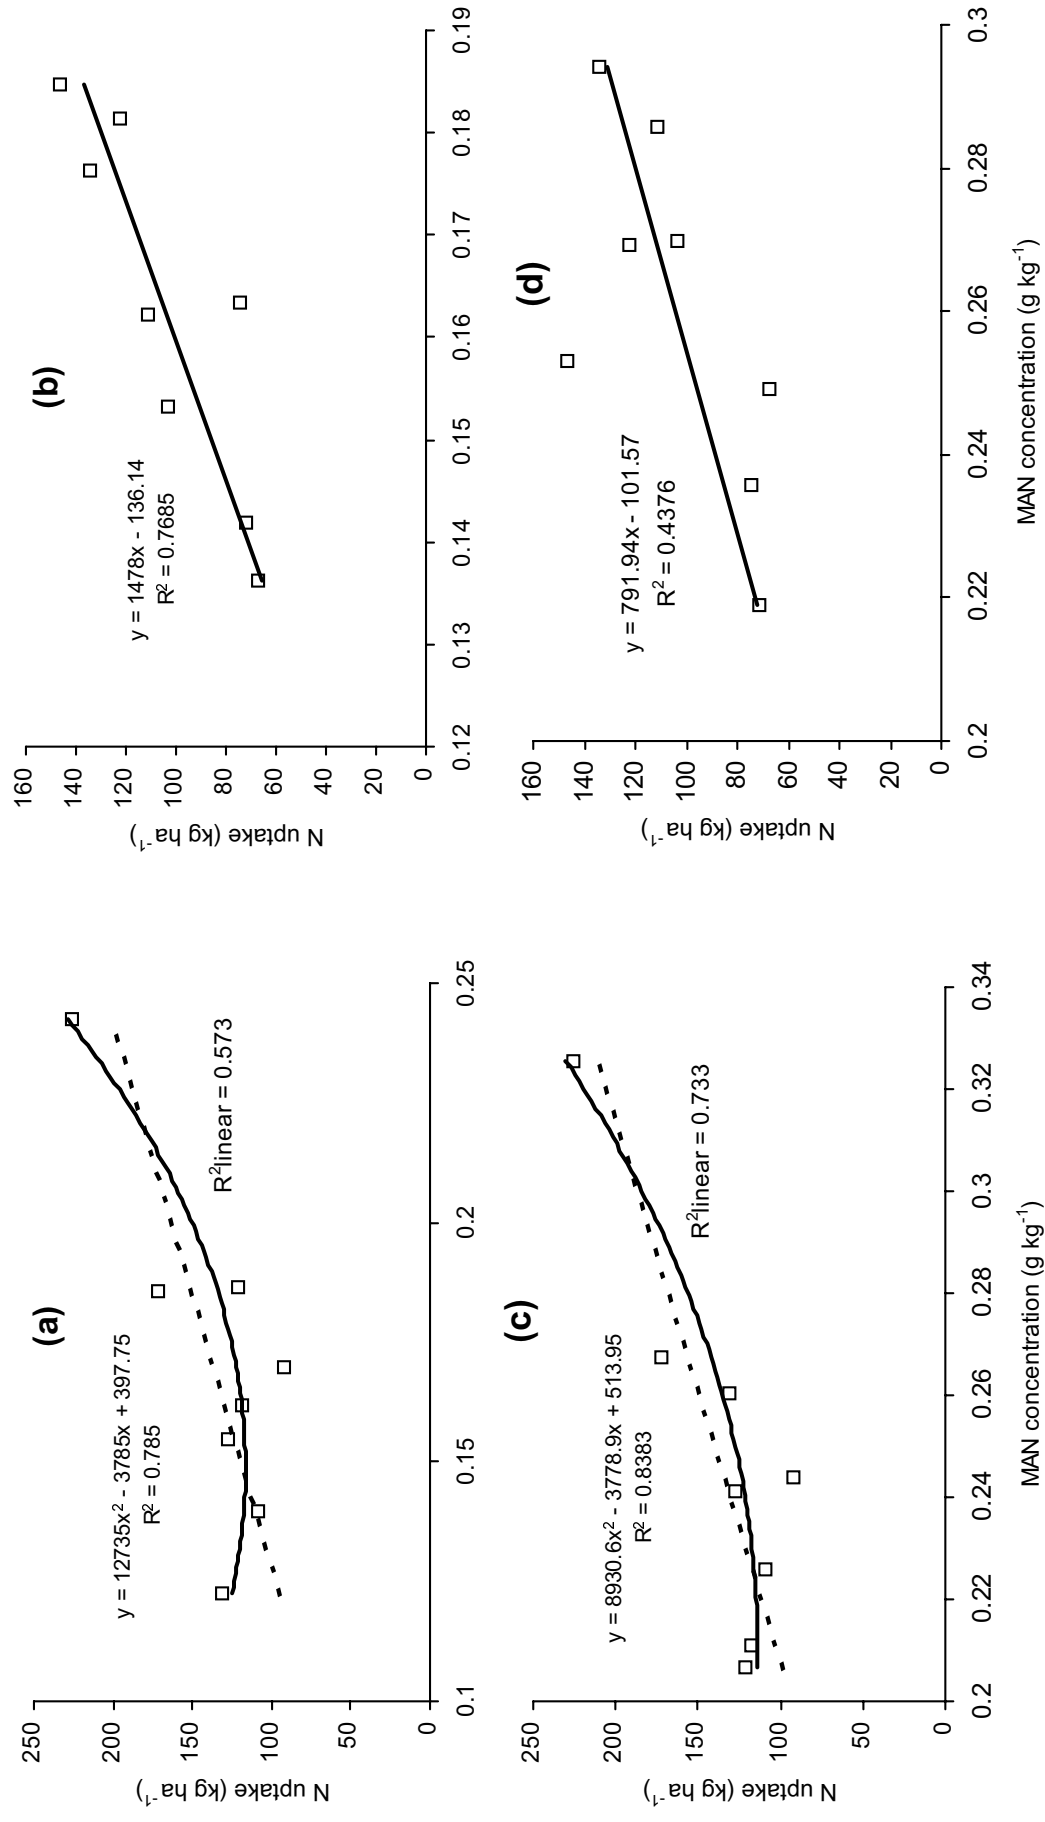 (a)
y = 12735x² - 3785x + 397.75
R² = 0.785
R²linear = 0.573
N uptake (kg ha⁻¹)
250
200
150
100
50
0
0.1
0.15
0.2
0.25
(b)
y = 1478x - 136.14
R² = 0.7685
N uptake (kg ha⁻¹)
160
140
120
100
80
60
40
20
0
0.12
0.13
0.14
0.15
0.16
0.17
0.18
0.19
(c)
y = 8930.6x² - 3778.9x + 513.95
R² = 0.8383
R²linear = 0.733
N uptake (kg ha⁻¹)
250
200
150
100
50
0
0.2
0.22
0.24
0.26
0.28
0.3
0.32
0.34
MAN concentration (g kg⁻¹)
(d)
y = 791.94x - 101.57
R² = 0.4376
N uptake (kg ha⁻¹)
160
140
120
100
80
60
40
20
0
0.2
0.22
0.24
0.26
0.28
0.3
MAN concentration (g kg⁻¹)